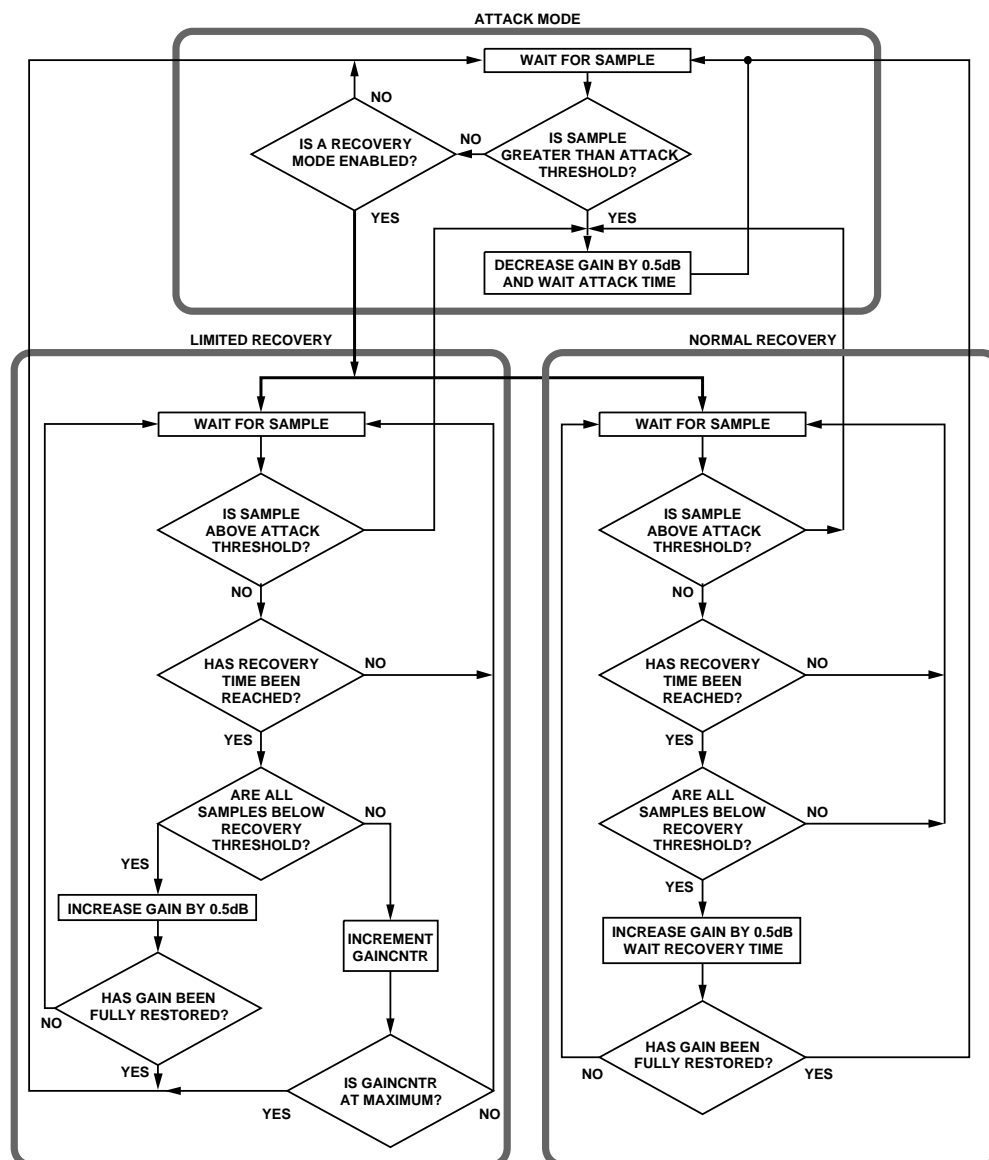 ATTACK MODE
WAIT FOR SAMPLE
NO
IS A RECOVERY
MODE ENABLED?
NO
IS SAMPLE
GREATER THAN ATTACK
THRESHOLD?
YES
YES
DECREASE GAIN BY 0.5dB
AND WAIT ATTACK TIME
LIMITED RECOVERY
WAIT FOR SAMPLE
IS SAMPLE
ABOVE ATTACK
THRESHOLD?
NO
HAS RECOVERY
TIME BEEN
REACHED?
NO
YES
ARE ALL
SAMPLES BELOW
RECOVERY
THRESHOLD?
NO
YES
INCREASE GAIN BY 0.5dB
INCREMENT
GAINCNTR
HAS GAIN BEEN
FULLY RESTORED?
NO
YES
IS GAINCNTR
AT MAXIMUM?
YES
NO
NORMAL RECOVERY
WAIT FOR SAMPLE
IS SAMPLE
ABOVE ATTACK
THRESHOLD?
NO
HAS RECOVERY
TIME BEEN
REACHED?
NO
YES
ARE ALL
SAMPLES BELOW
RECOVERY
THRESHOLD?
NO
YES
INCREASE GAIN BY 0.5dB
WAIT RECOVERY TIME
HAS GAIN BEEN
FULLY RESTORED?
NO
YES